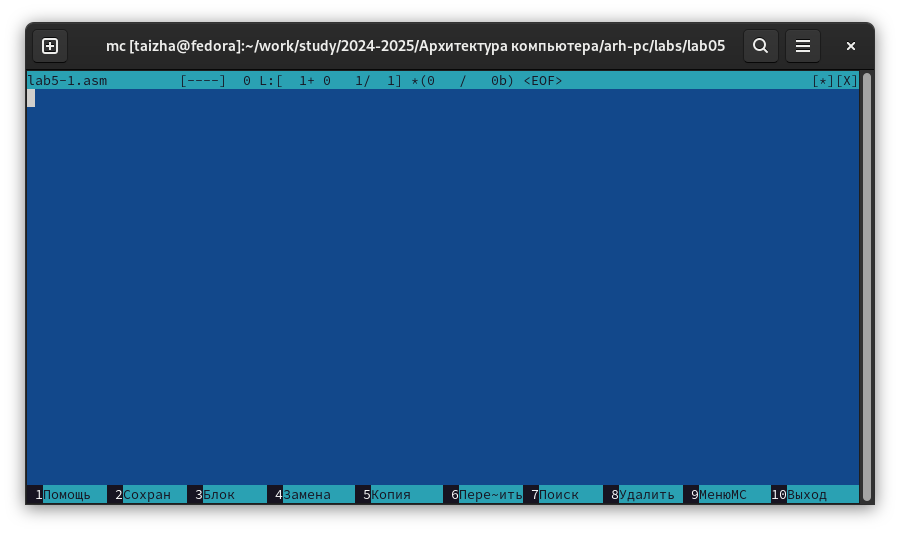 mc [taizha@fedora]:~/work/study/2024-2025/Архитектура компьютера/arh-pc/labs/lab05
lab5-1.asm [----] 0 L:[ 1+ 0 1/ 1] *(0 / 0b) <EOF> [*][X]
1Помощь 2Сохран 3Блок 4Замена 5Копия 6Пере~ить 7Поиск 8Удалить 9МенюМС 10Выход